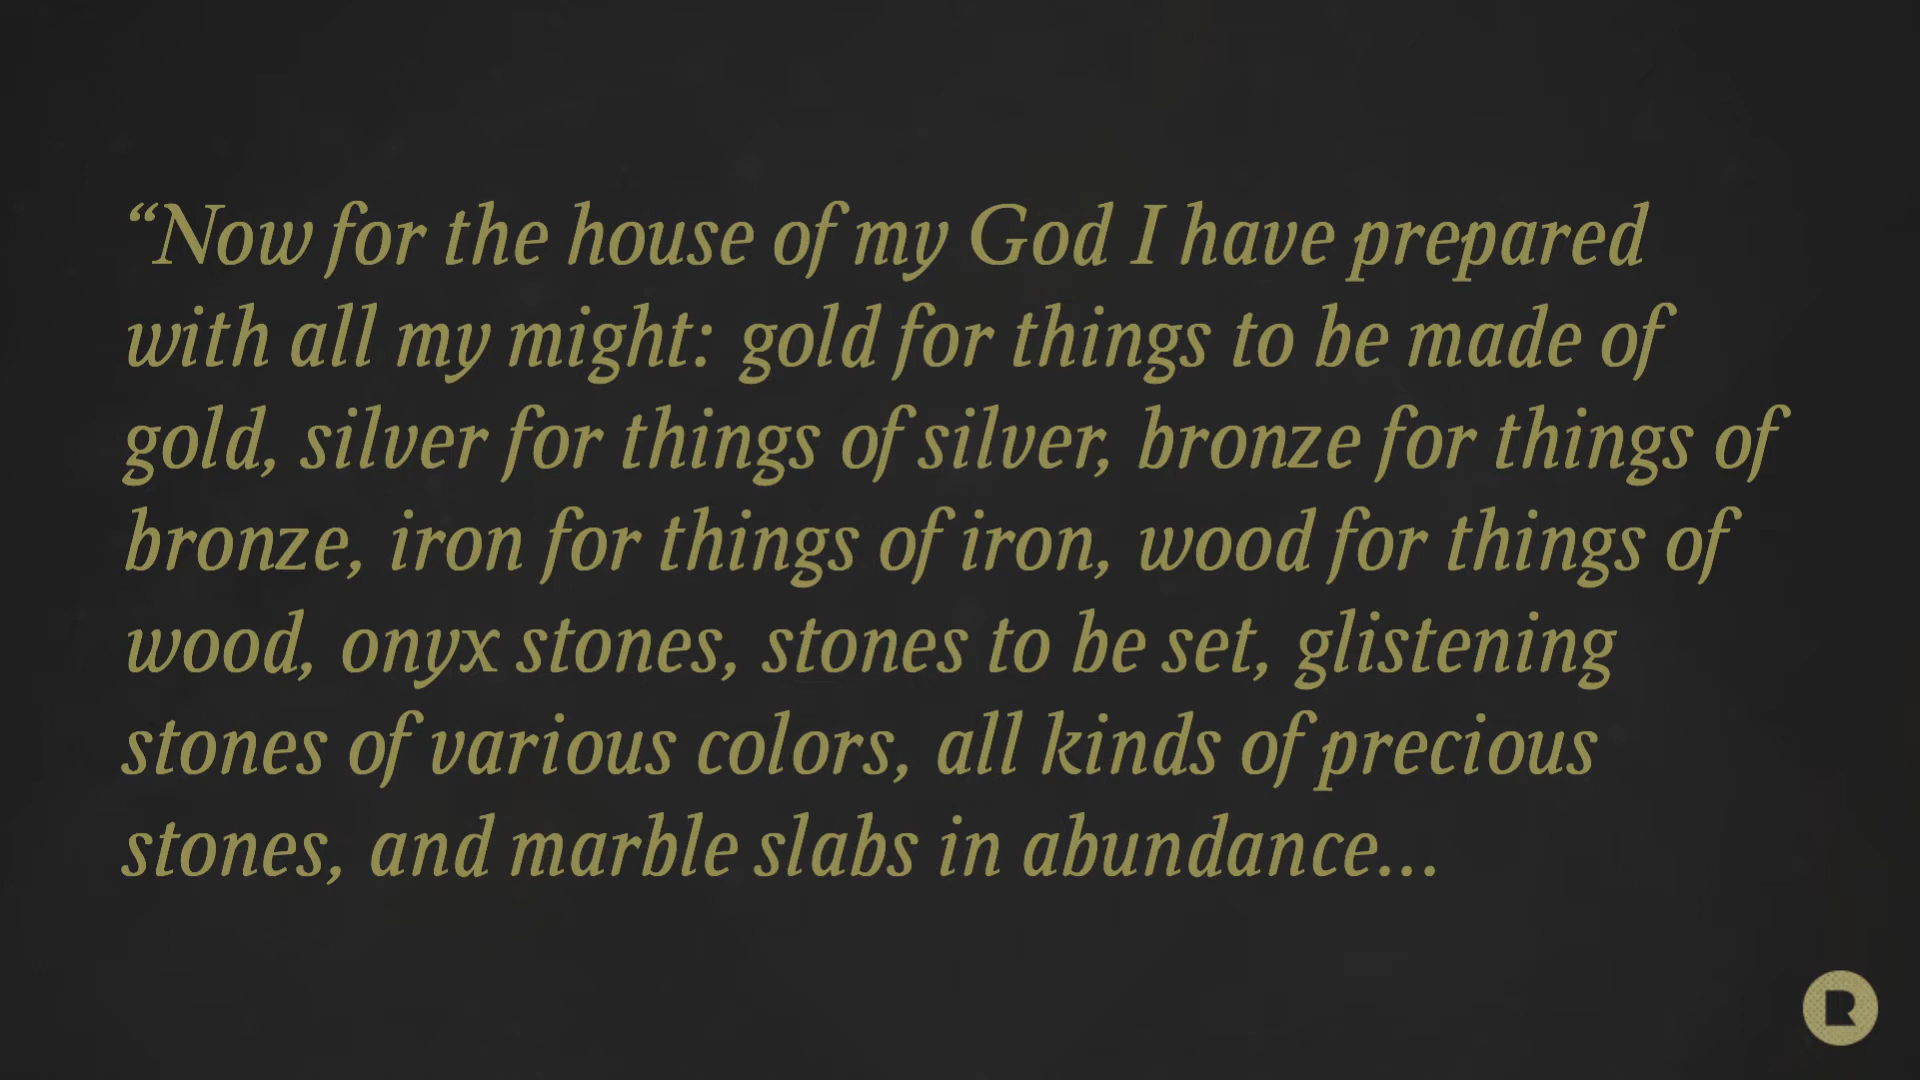 “Now for the house of my God I have prepared
with all my might: gold for things to be made of
gold, silver for things of silver, bronze for things of
bronze, iron for things of iron, wood for things of
wood, onyx stones, stones to be set, glistening
stones of various colors, all kinds of precious
stones, and marble slabs in abundance...
R